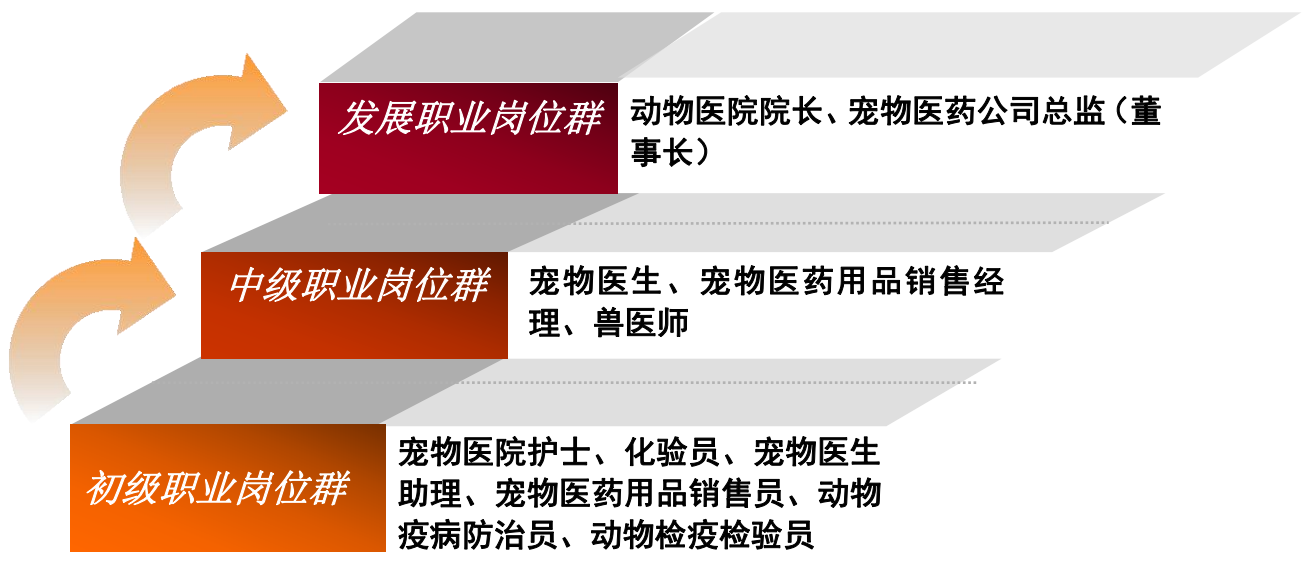 发展职业岗位群
动物医院院长、宠物医药公司总监（董
事长）
中级职业岗位群
宠物医生、宠物医药用品销售经
理、兽医师
初级职业岗位群
宠物医院护士、化验员、宠物医生
助理、宠物医药用品销售员、动物
疫病防治员、动物检疫检验员